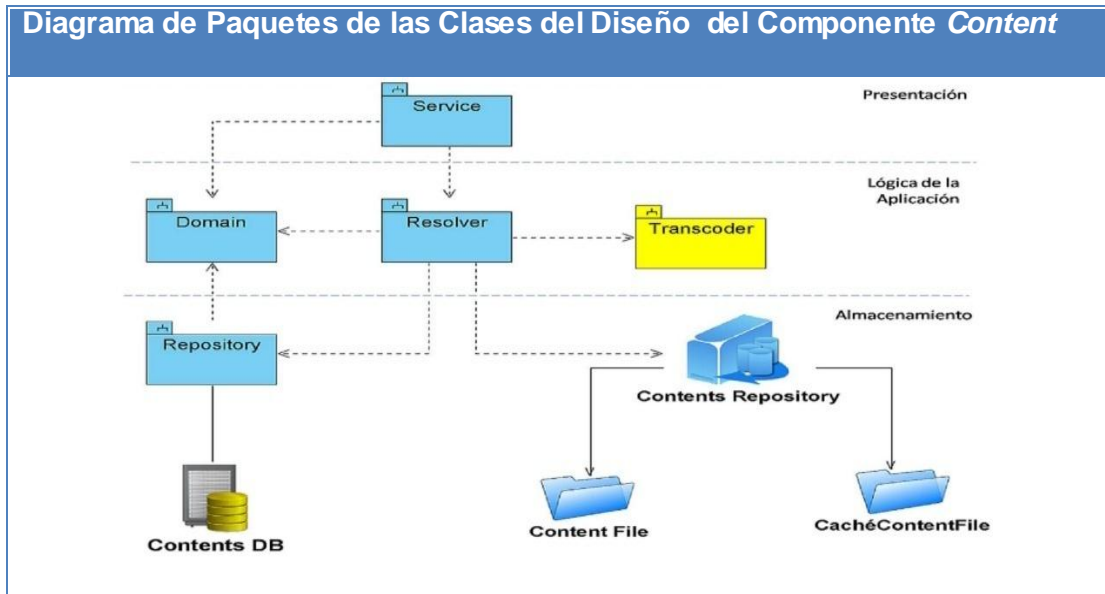 Diagrama de Paquetes de las Clases del Diseño del Componente Content
Service
Presentación
Lógica de la
Aplicación
Domain
Resolver
Transcoder
Almacenamiento
Repository
Contents Repository
Contents DB
Content File
CachéContentFile